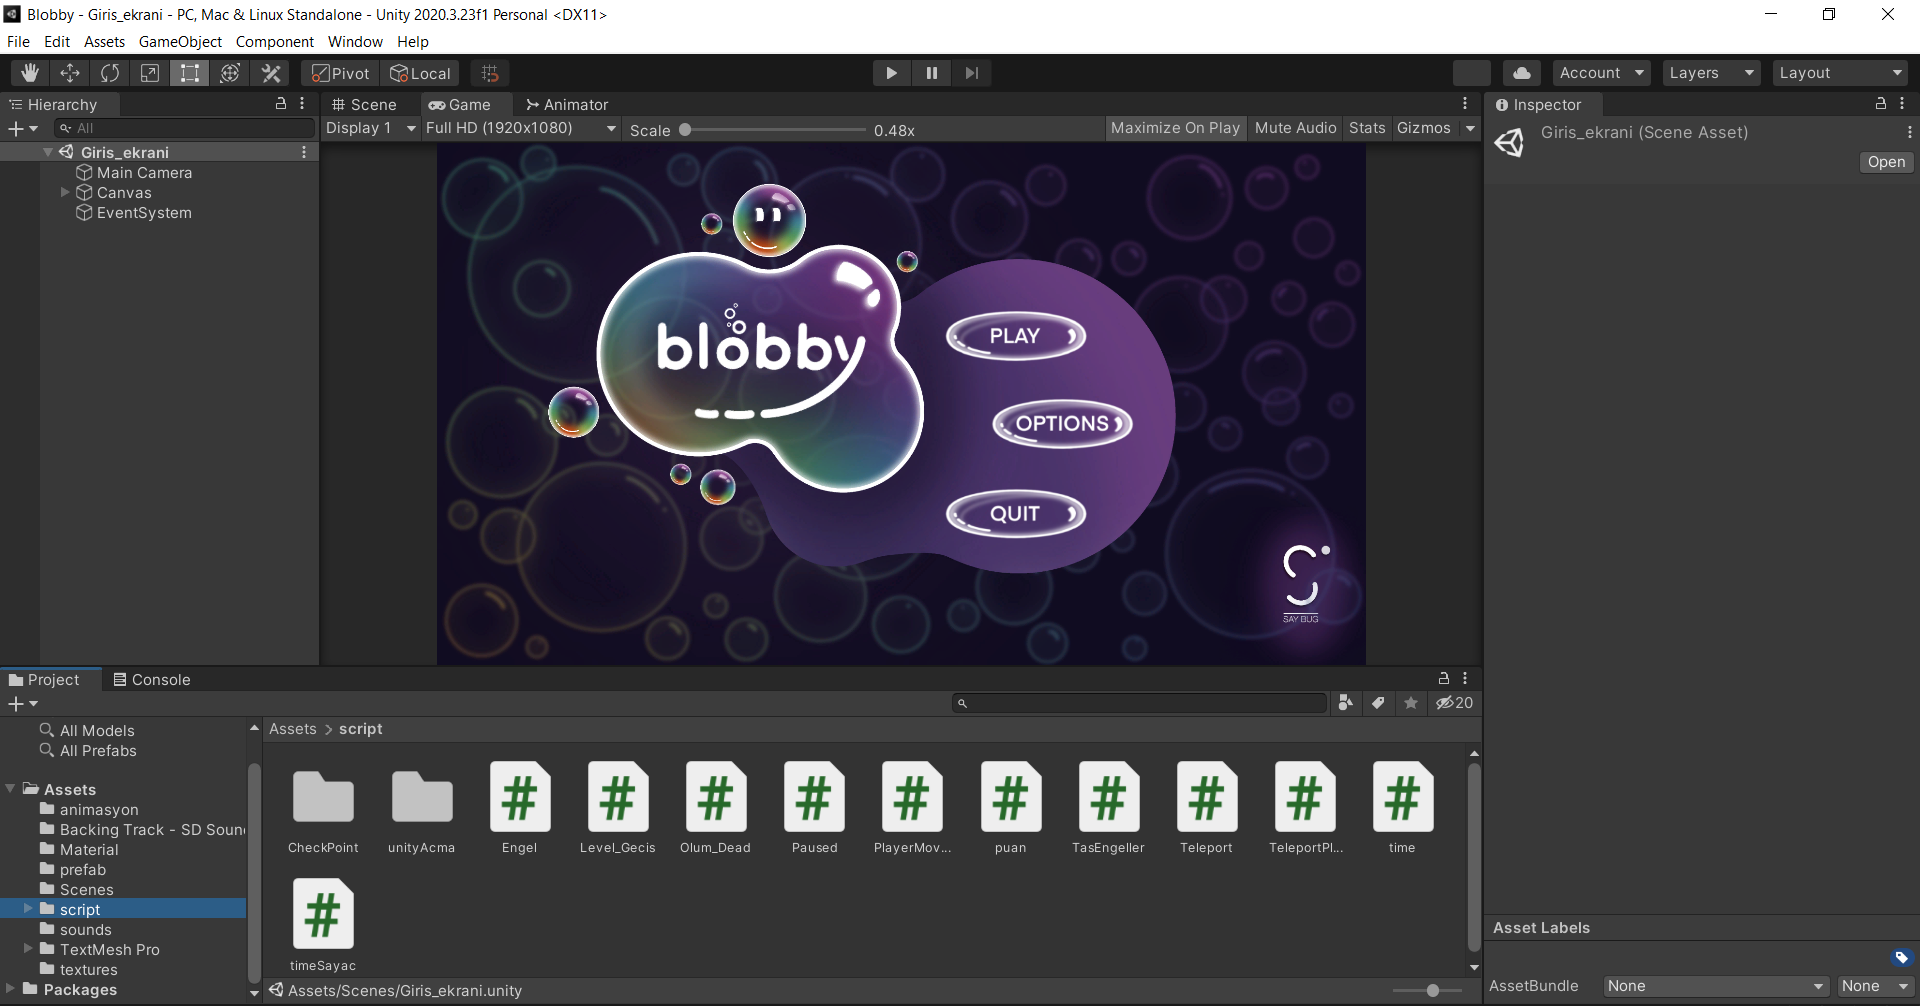 Blobby - Giris_ekrani - PC, Mac & Linux Standalone - Unity 2020.3.23f1 Personal <DX11>
File Edit Assets GameObject Component Window Help
Pivot Local Account Layers Layout
Hierarchy
All
Giris_ekrani
Main Camera
Canvas
EventSystem
Scene Game Animator
Display 1 Full HD (1920x1080) Scale 0.48x Maximize On Play Mute Audio Stats Gizmos
blobby
PLAY
OPTIONS
QUIT
SAY BUG
Inspector
Giris_ekrani (Scene Asset)
Open
Project Console
20
All Models
All Prefabs
Assets
animasyon
Backing Track - SD Soun
Material
prefab
Scenes
script
sounds
TextMesh Pro
textures
Packages
Assets > script
CheckPoint unityAcma Engel Level_Gecis Olum_Dead Paused PlayerMov... puan TasEngeller Teleport TeleportPl... time
timeSayac
Assets/Scenes/Giris_ekrani.unity
Asset Labels
AssetBundle None None